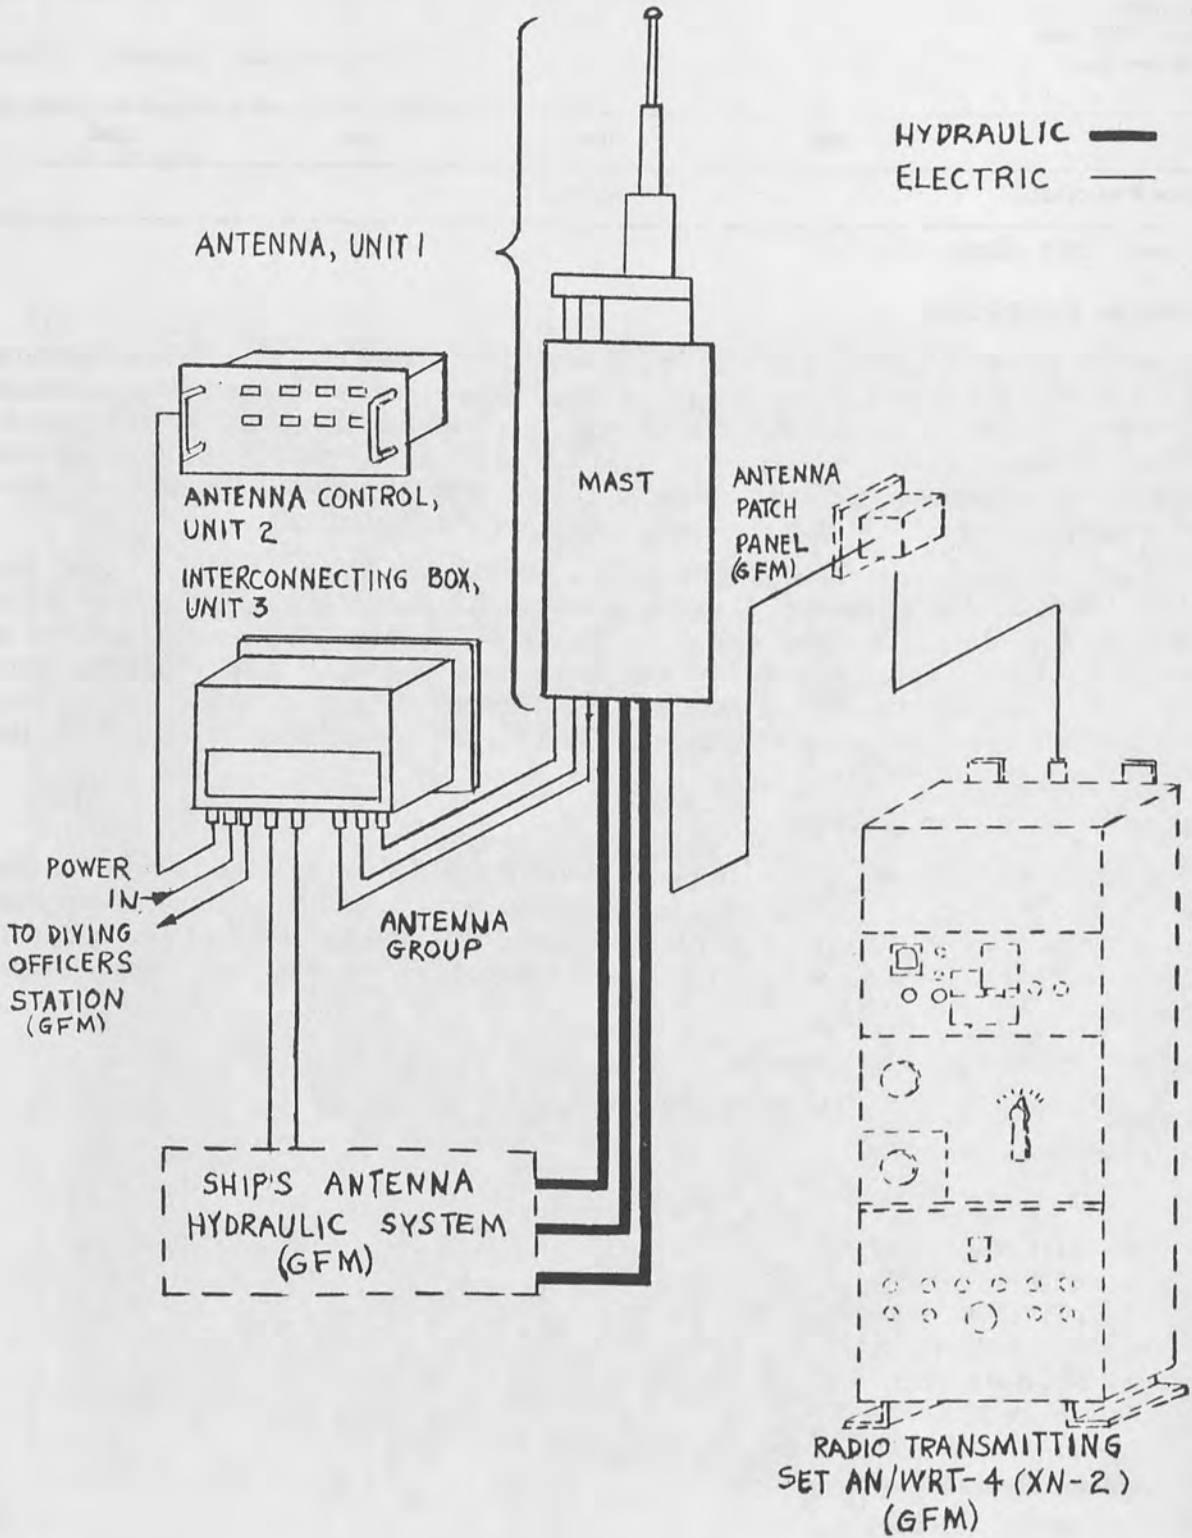 HYDRAULIC
ELECTRIC
ANTENNA, UNIT 1
ANTENNA CONTROL,
UNIT 2
INTERCONNECTING BOX,
UNIT 3
MAST
ANTENNA
PATCH
PANEL
(GFM)
POWER
IN
TO DIVING
OFFICERS
STATION
(GFM)
ANTENNA
GROUP
SHIP'S ANTENNA
HYDRAULIC SYSTEM
(GFM)
RADIO TRANSMITTING
SET AN/WRT-4 (XN-2)
(GFM)